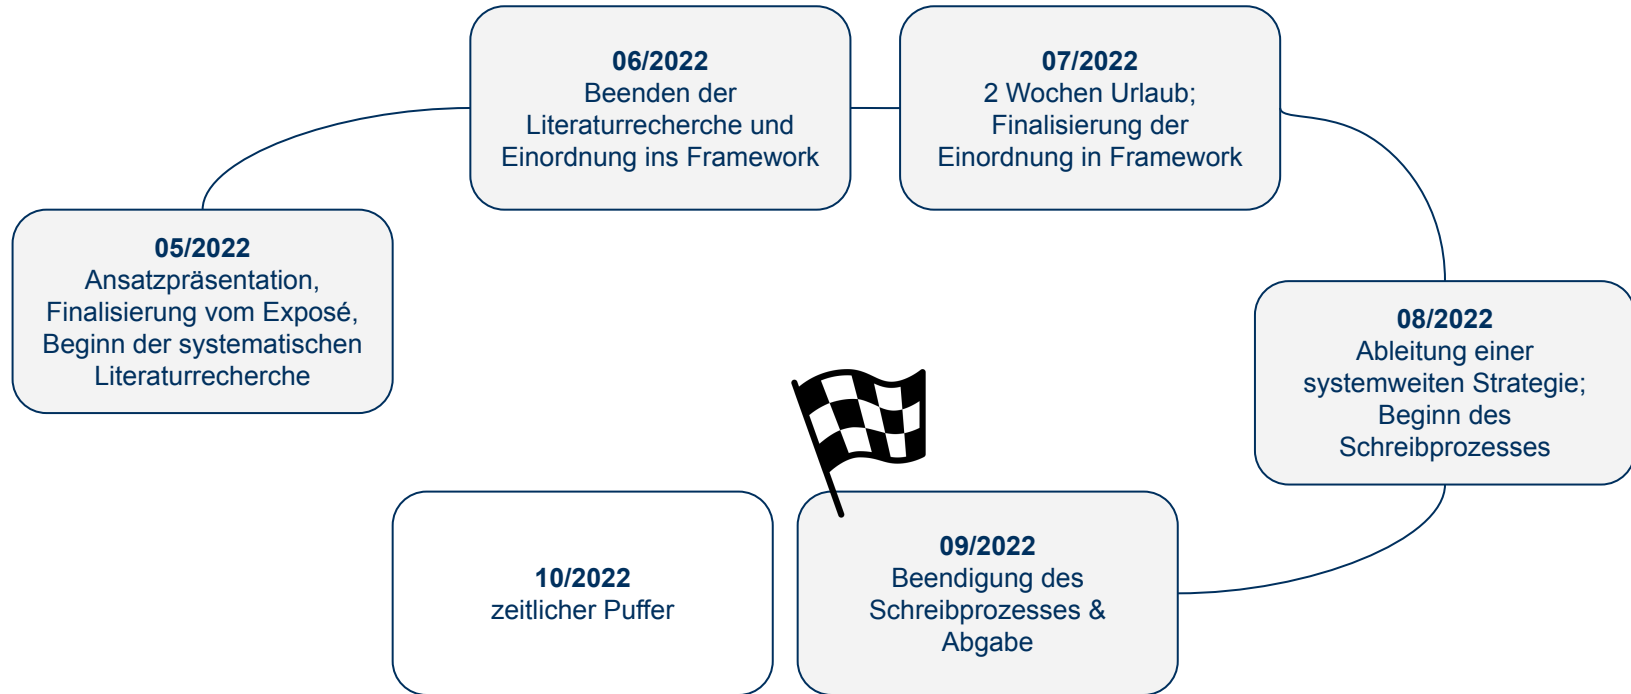 05/2022
Ansatzpräsentation,
Finalisierung vom Exposé,
Beginn der systematischen
Literaturrecherche
06/2022
Beenden der
Literaturrecherche und
Einordnung ins Framework
07/2022
2 Wochen Urlaub;
Finalisierung der
Einordnung in Framework
08/2022
Ableitung einer
systemweiten Strategie;
Beginn des
Schreibprozesses
09/2022
Beendigung des
Schreibprozesses &
Abgabe
10/2022
zeitlicher Puffer